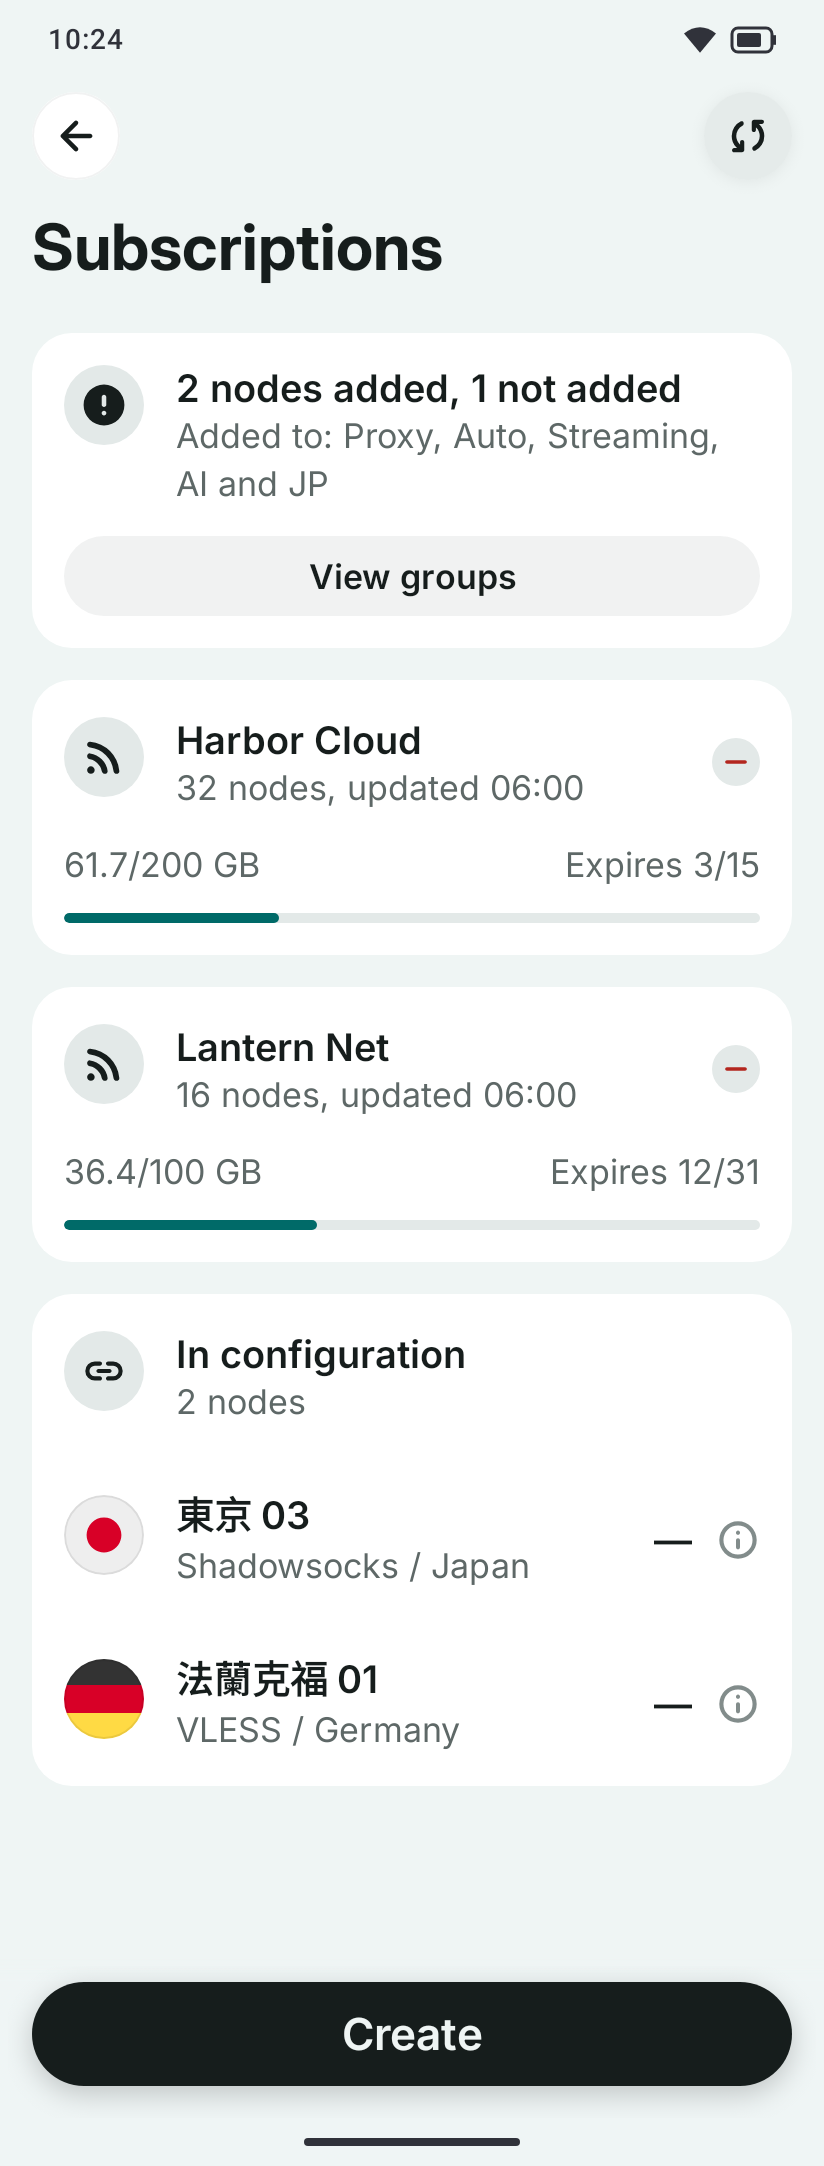 10:24
Subscriptions
2 nodes added, 1 not added
Added to: Proxy, Auto, Streaming,
AI and JP
View groups
Harbor Cloud
32 nodes, updated 06:00
61.7/200 GB
Expires 3/15
Lantern Net
16 nodes, updated 06:00
36.4/100 GB
Expires 12/31
In configuration
2 nodes
東京 03
Shadowsocks / Japan
—
法蘭克福 01
VLESS / Germany
—
Create